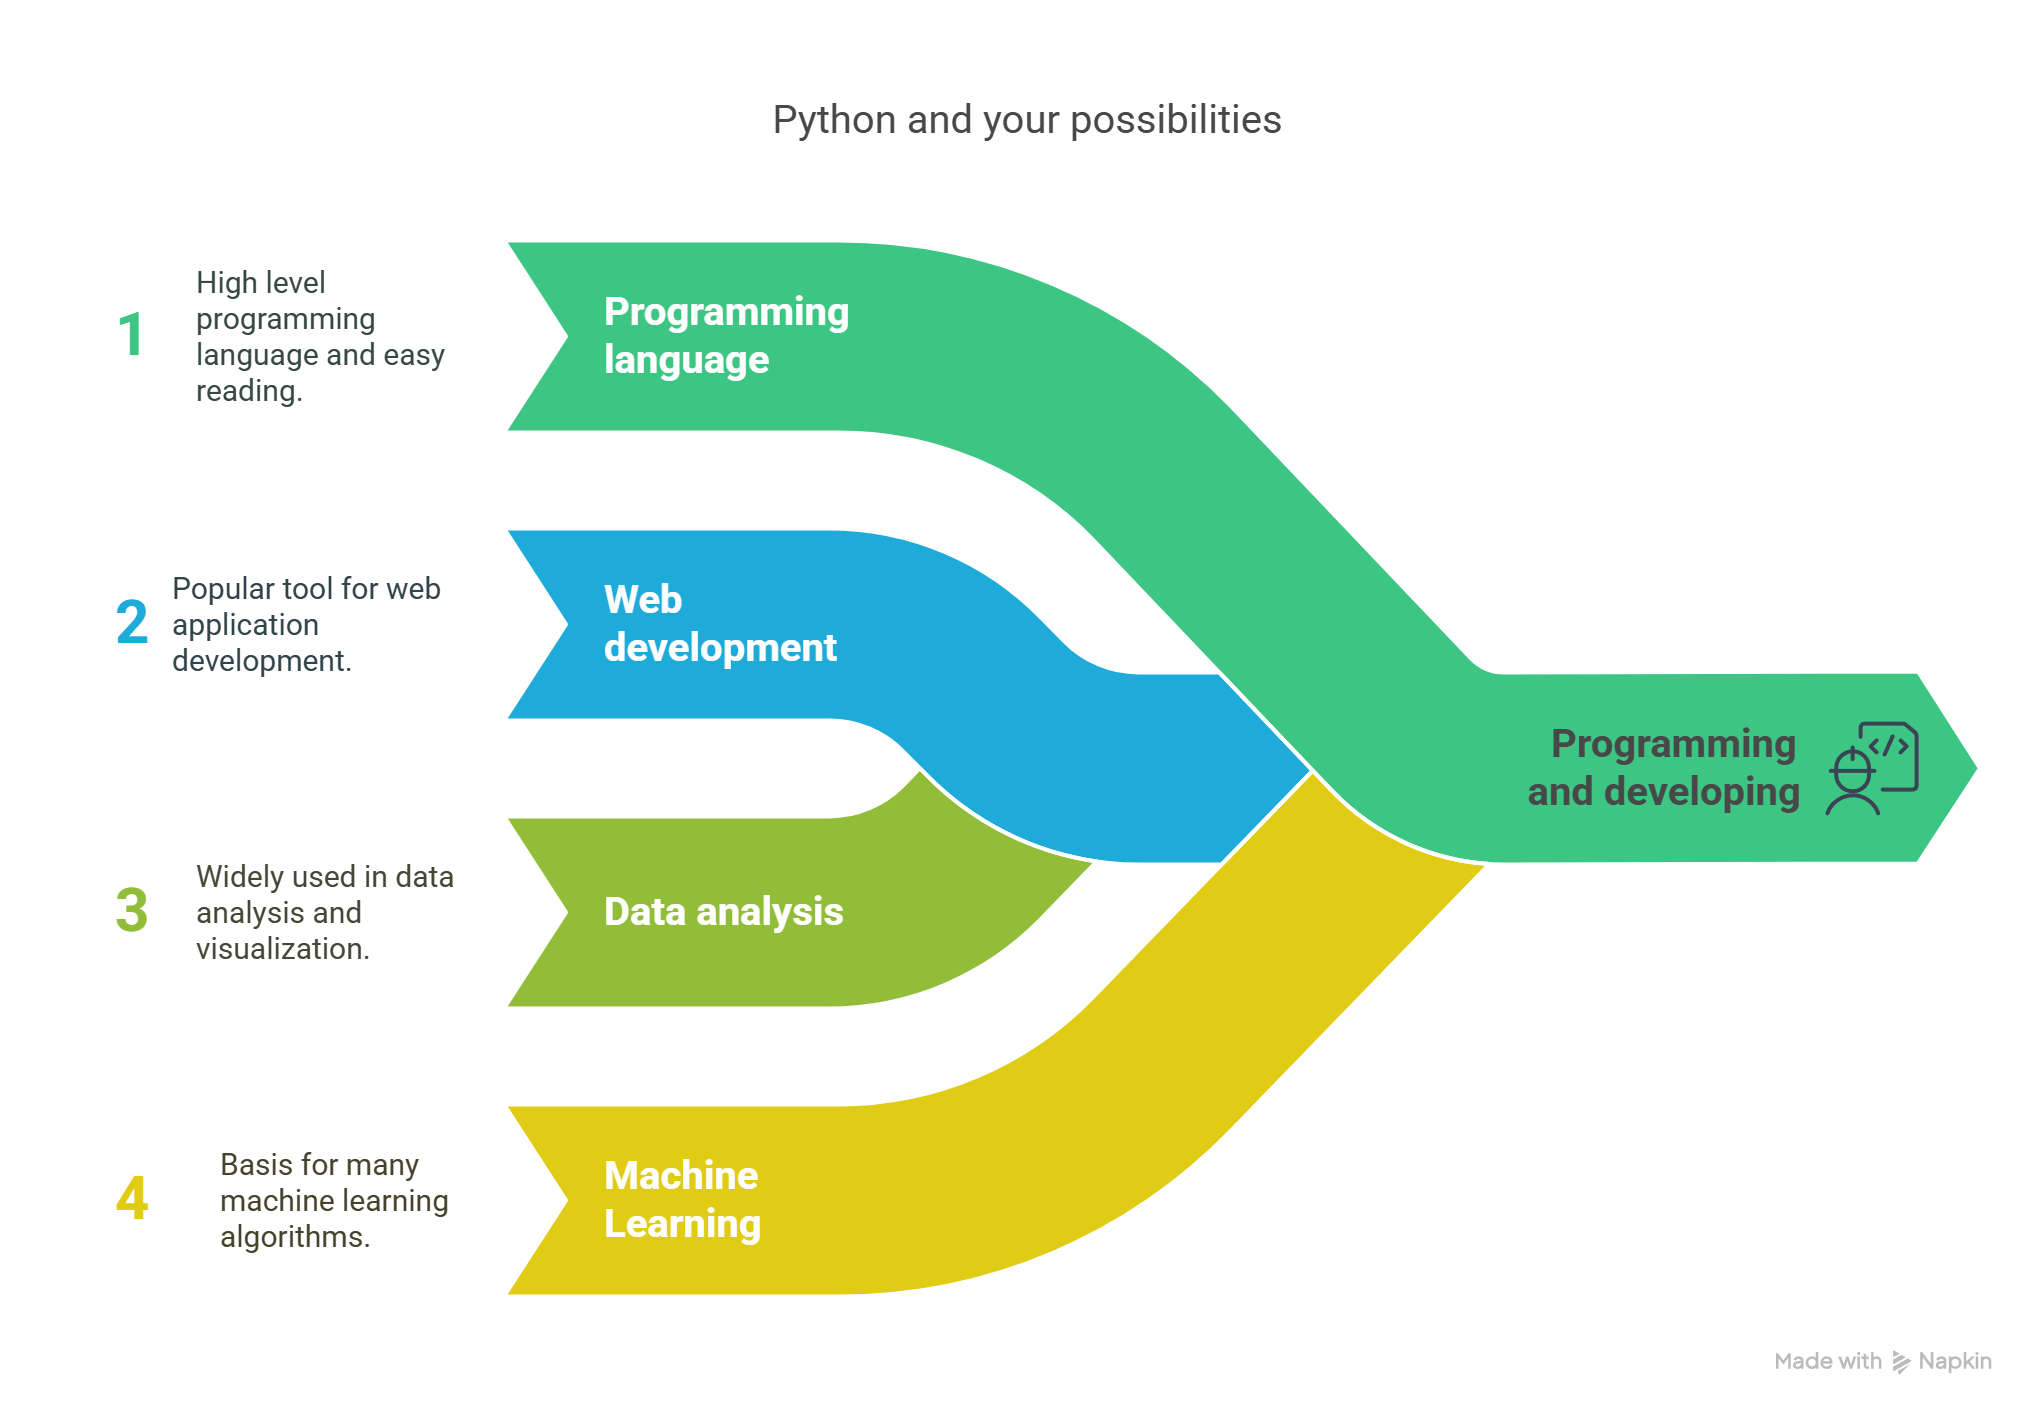 Python and your possibilities
1
High level
programming
language and easy
reading.
Programming
language
2
Popular tool for web
application
development.
Web
development
3
Widely used in data
analysis and
visualization.
Data analysis
4
Basis for many
machine learning
algorithms.
Machine
Learning
Programming
and developing
</>
Made with Napkin